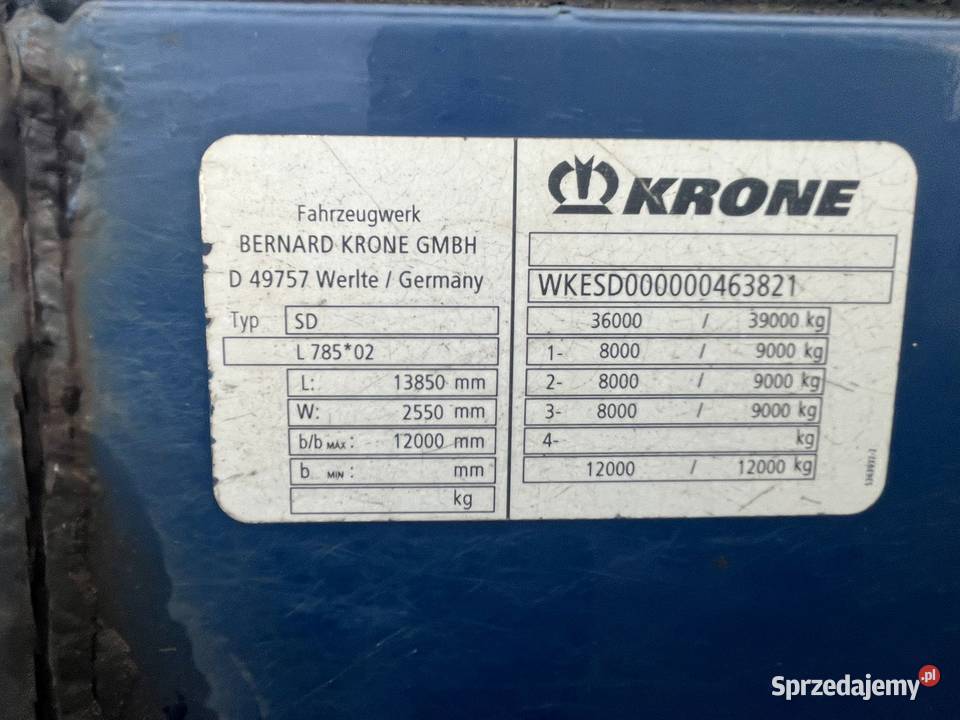 Fahrzeugwerk
BERNARD KRONE GMBH
D 49757 Werlte / Germany
Typ SD
L 785*02
L: 13850 mm
W: 2550 mm
b/b MAX: 12000 mm
b MIN: mm
kg
KRONE
WKESD000000463821
36000 / 39000 kg
1- 8000 / 9000 kg
2- 8000 / 9000 kg
3- 8000 / 9000 kg
4- kg
12000 / 12000 kg
Sprzedajemy.pl